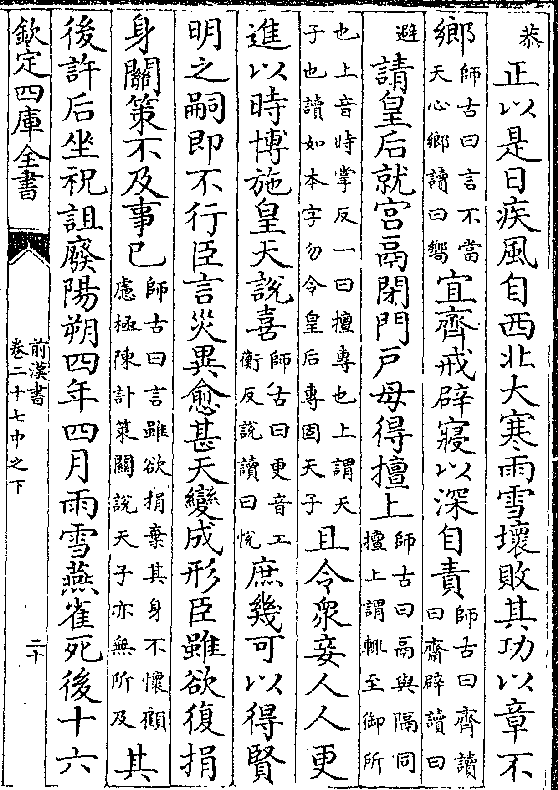 恭正以是日疾風自西北大寒雨雪壞敗其功以章不
鄉師古曰言不當天心鄉讀曰嚮宜齊戒辟寢以深自責師古曰齊讀曰齋辟讀曰
避請皇后就宮鬲閉門戶毋得擅上師古曰鬲與隔同擅上謂輒至御所
也上音時掌反一曰擅專也上謂天子也讀如本字勿令皇后專固天子且令衆妾人人更
進以時博施皇天說喜師古曰更音工衡反說讀曰悅庶幾可以得賢
明之嗣即不行臣言災異愈甚天變成形臣雖欲復捐
身關策不及事已師古曰言雖欲捐棄其身不懷顧慮極陳計策關說天子亦無所及其
後許后坐祝詛廢陽朔四年四月雨雪燕雀死後十六
欽定四庫全書
前漢書
卷二十七中之下
二十